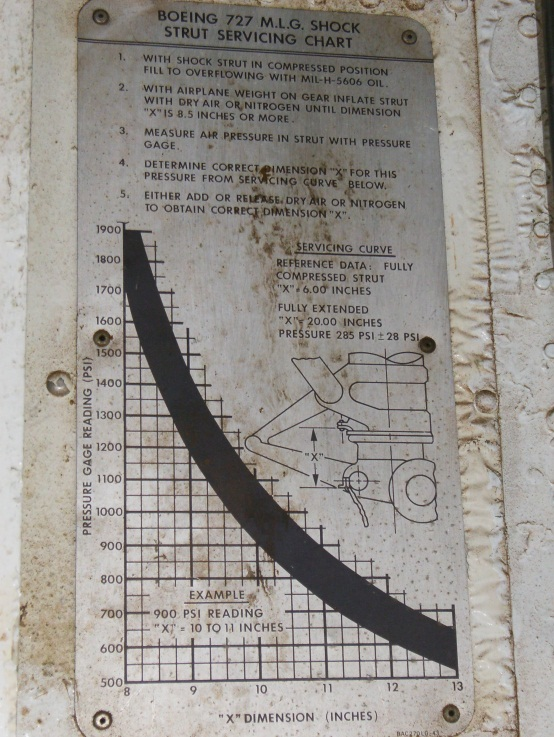 BOEING 727 M.L.G. SHOCK
STRUT SERVICING CHART
1. WITH SHOCK STRUT IN COMPRESSED POSITION
FILL TO OVERFLOWING WITH MIL-H-5606 OIL.
2. WITH AIRPLANE WEIGHT ON GEAR INFLATE STRUT
WITH DRY AIR OR NITROGEN UNTIL DIMENSION
"X" IS 8.5 INCHES OR MORE.
3. MEASURE AIR PRESSURE IN STRUT WITH PRESSURE
GAGE.
4. DETERMINE CORRECT DIMENSION "X" FOR THIS
PRESSURE FROM SERVICING CURVE BELOW.
5. EITHER ADD OR RELEASE DRY AIR OR NITROGEN
TO OBTAIN CORRECT DIMENSION "X".
SERVICING CURVE
REFERENCE DATA: FULLY
COMPRESSED STRUT
"X"=6.00 INCHES
FULLY EXTENDED
"X"=20.00 INCHES
PRESSURE 285 PSI ± 28 PSI
"X"
PRESSURE GAGE READING (PSI)
1900
1800
1700
1600
1500
1400
1300
1200
1100
1000
900
800
700
600
500
EXAMPLE
900 PSI READING
"X" = 10 TO 11 INCHES
8 9 10 11 12 13
"X" DIMENSION (INCHES)